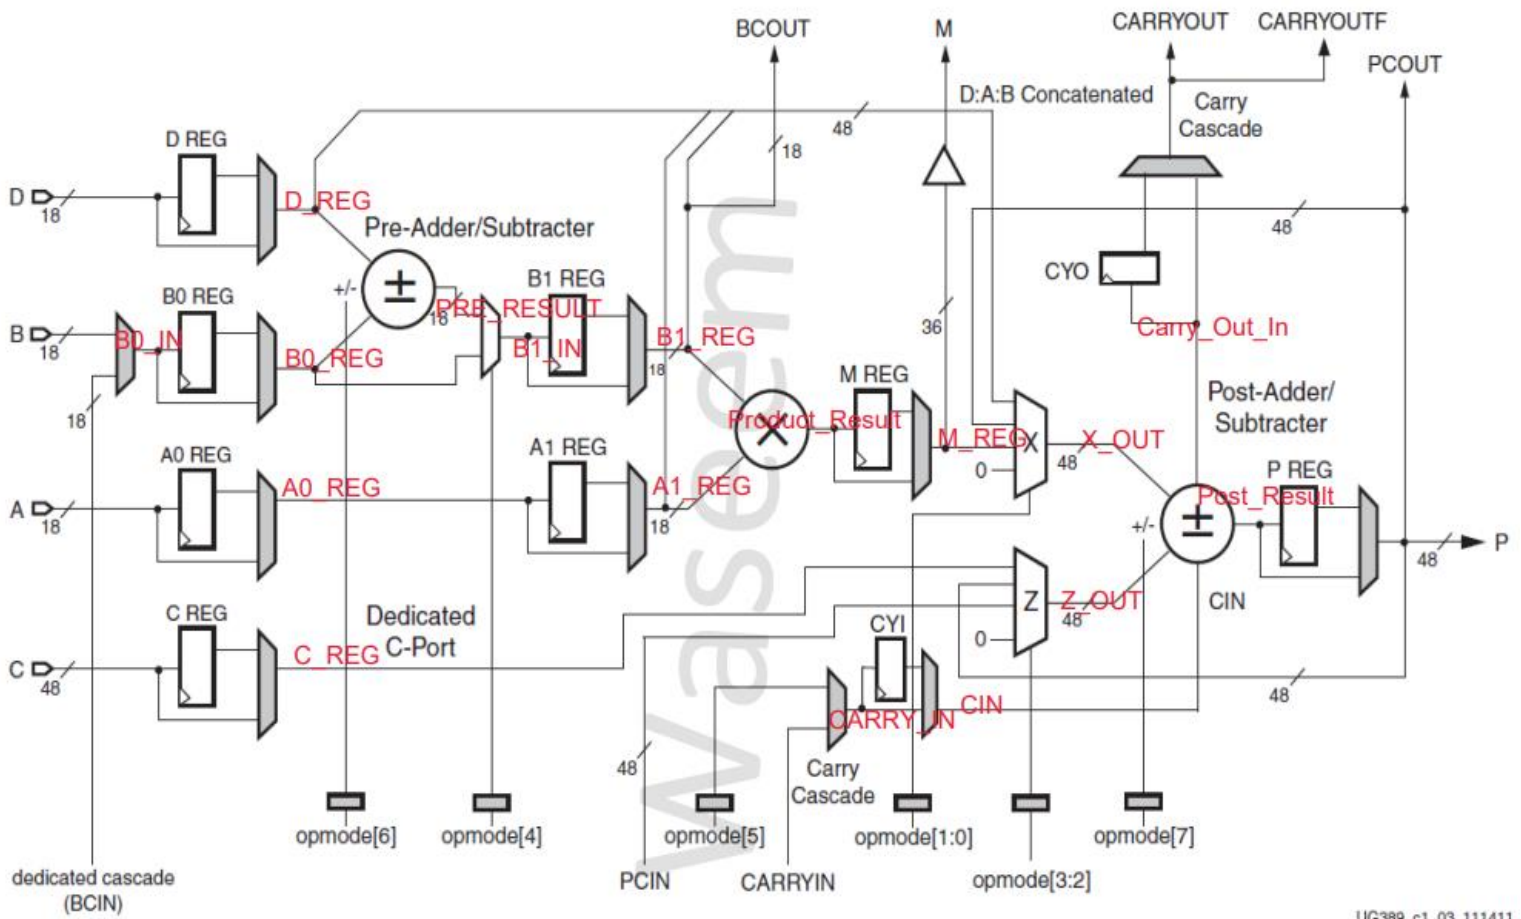 BCOUT
M
CARRYOUT
CARRYOUTF
PCOUT
D:A:B Concatenated
Carry
Cascade
48
18
D REG
D
18
D_REG
Pre-Adder/Subtracter
48
+/-
±
CYO
B0 REG
B1 REG
B
18
B0_IN
PRE_RESULT
18
B1_IN
B0_REG
B1_REG
18
36
Carry_Out_In
18
M REG
Post-Adder/
Subtracter
Product_Result
×
M_REG
X
X_OUT
48
0
A0 REG
A1 REG
P REG
A0_REG
A1_REG
A
18
18
Post_Result
+/-
±
P
48
CIN
C REG
Dedicated
C-Port
C_REG
C
48
Z
Z_OUT
48
0
CYI
48
CARRY_IN
CIN
48
Carry
Cascade
opmode[6]
opmode[4]
opmode[5]
opmode[1:0]
opmode[7]
PCIN
CARRYIN
opmode[3:2]
dedicated cascade
(BCIN)
UG389_c1_03_111411
Waseem